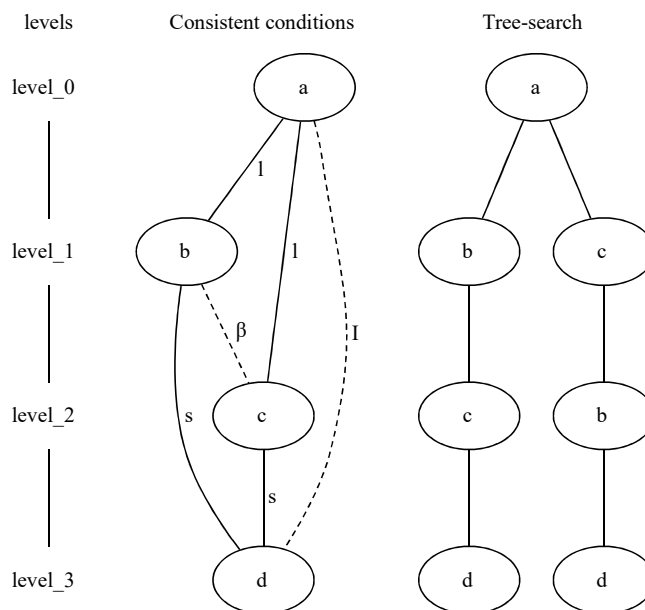 levels Consistent conditions Tree-search
level_0 a a
l
level_1 b l b c
β I
level_2 s c c b
s
level_3 d d d